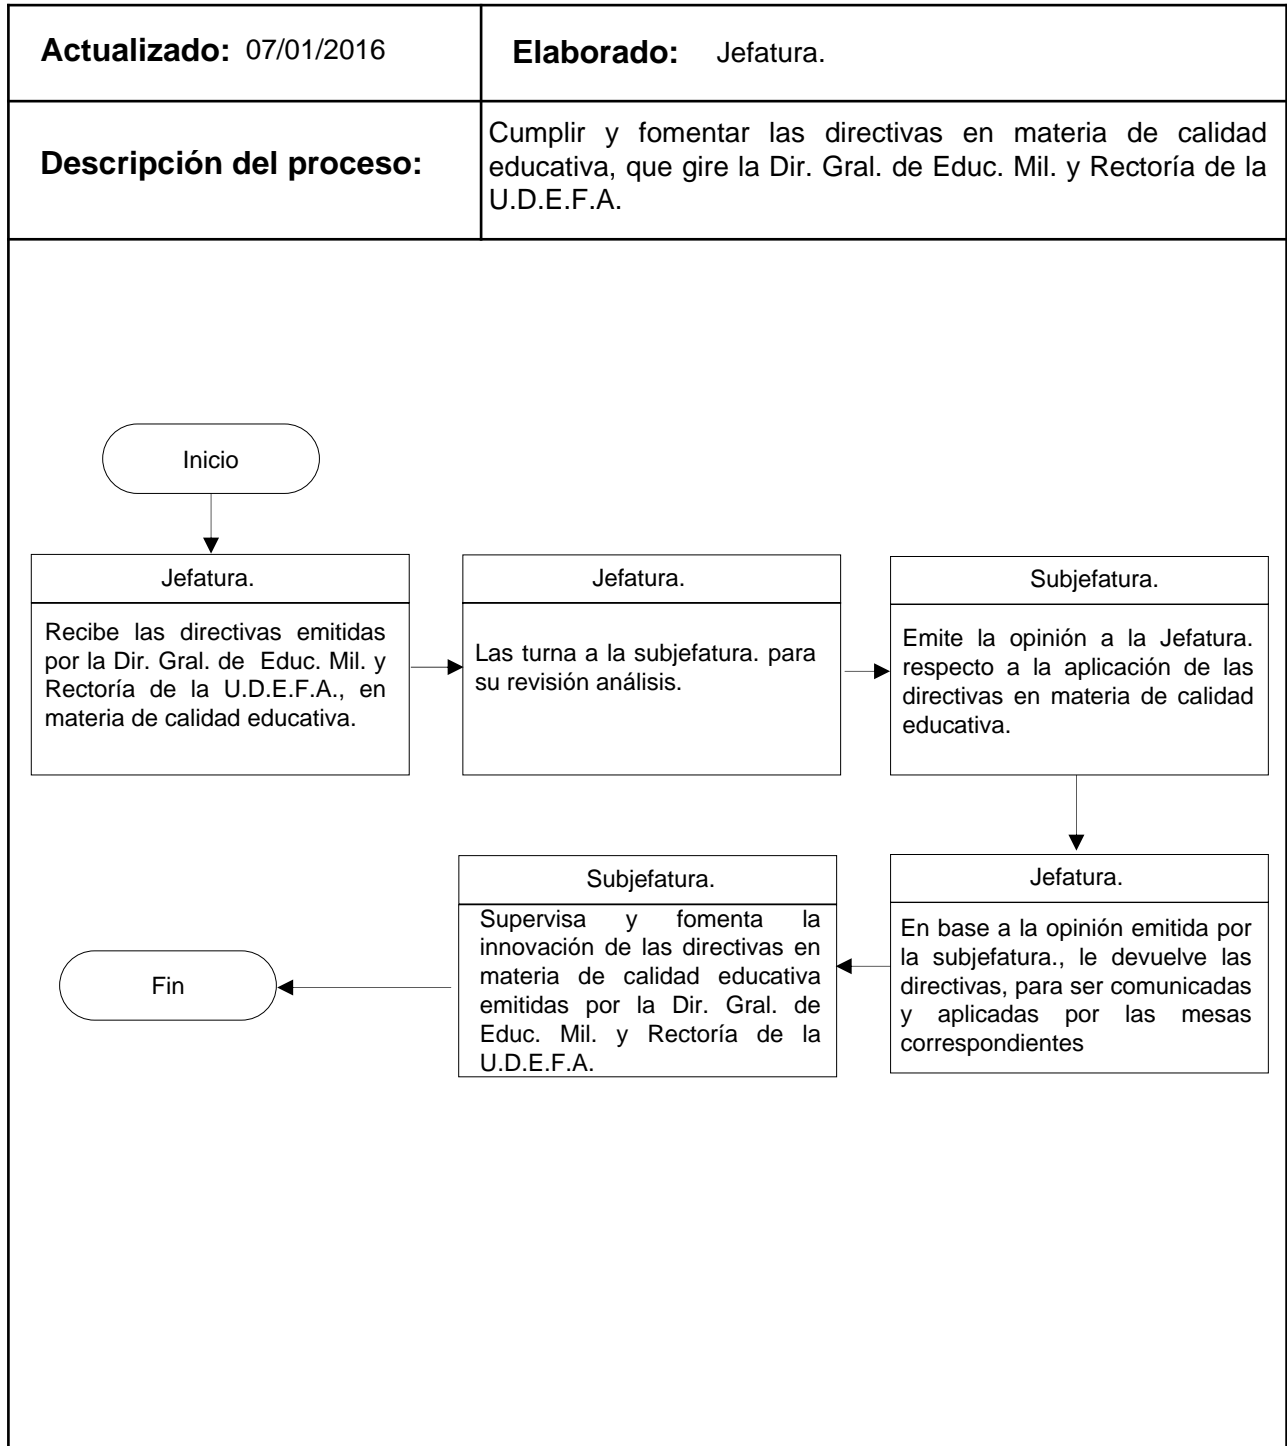 Actualizado: 07/01/2016
Elaborado: Jefatura.
Descripción del proceso:
Cumplir y fomentar las directivas en materia de calidad
educativa, que gire la Dir. Gral. de Educ. Mil. y Rectoría de la
U.D.E.F.A.
Inicio
Jefatura.
Recibe las directivas emitidas
por la Dir. Gral. de Educ. Mil. y
Rectoría de la U.D.E.F.A., en
materia de calidad educativa.
Jefatura.
Las turna a la subjefatura. para
su revisión análisis.
Subjefatura.
Emite la opinión a la Jefatura.
respecto a la aplicación de las
directivas en materia de calidad
educativa.
Jefatura.
En base a la opinión emitida por
la subjefatura., le devuelve las
directivas, para ser comunicadas
y aplicadas por las mesas
correspondientes
Subjefatura.
Supervisa y fomenta la
innovación de las directivas en
materia de calidad educativa
emitidas por la Dir. Gral. de
Educ. Mil. y Rectoría de la
U.D.E.F.A.
Fin